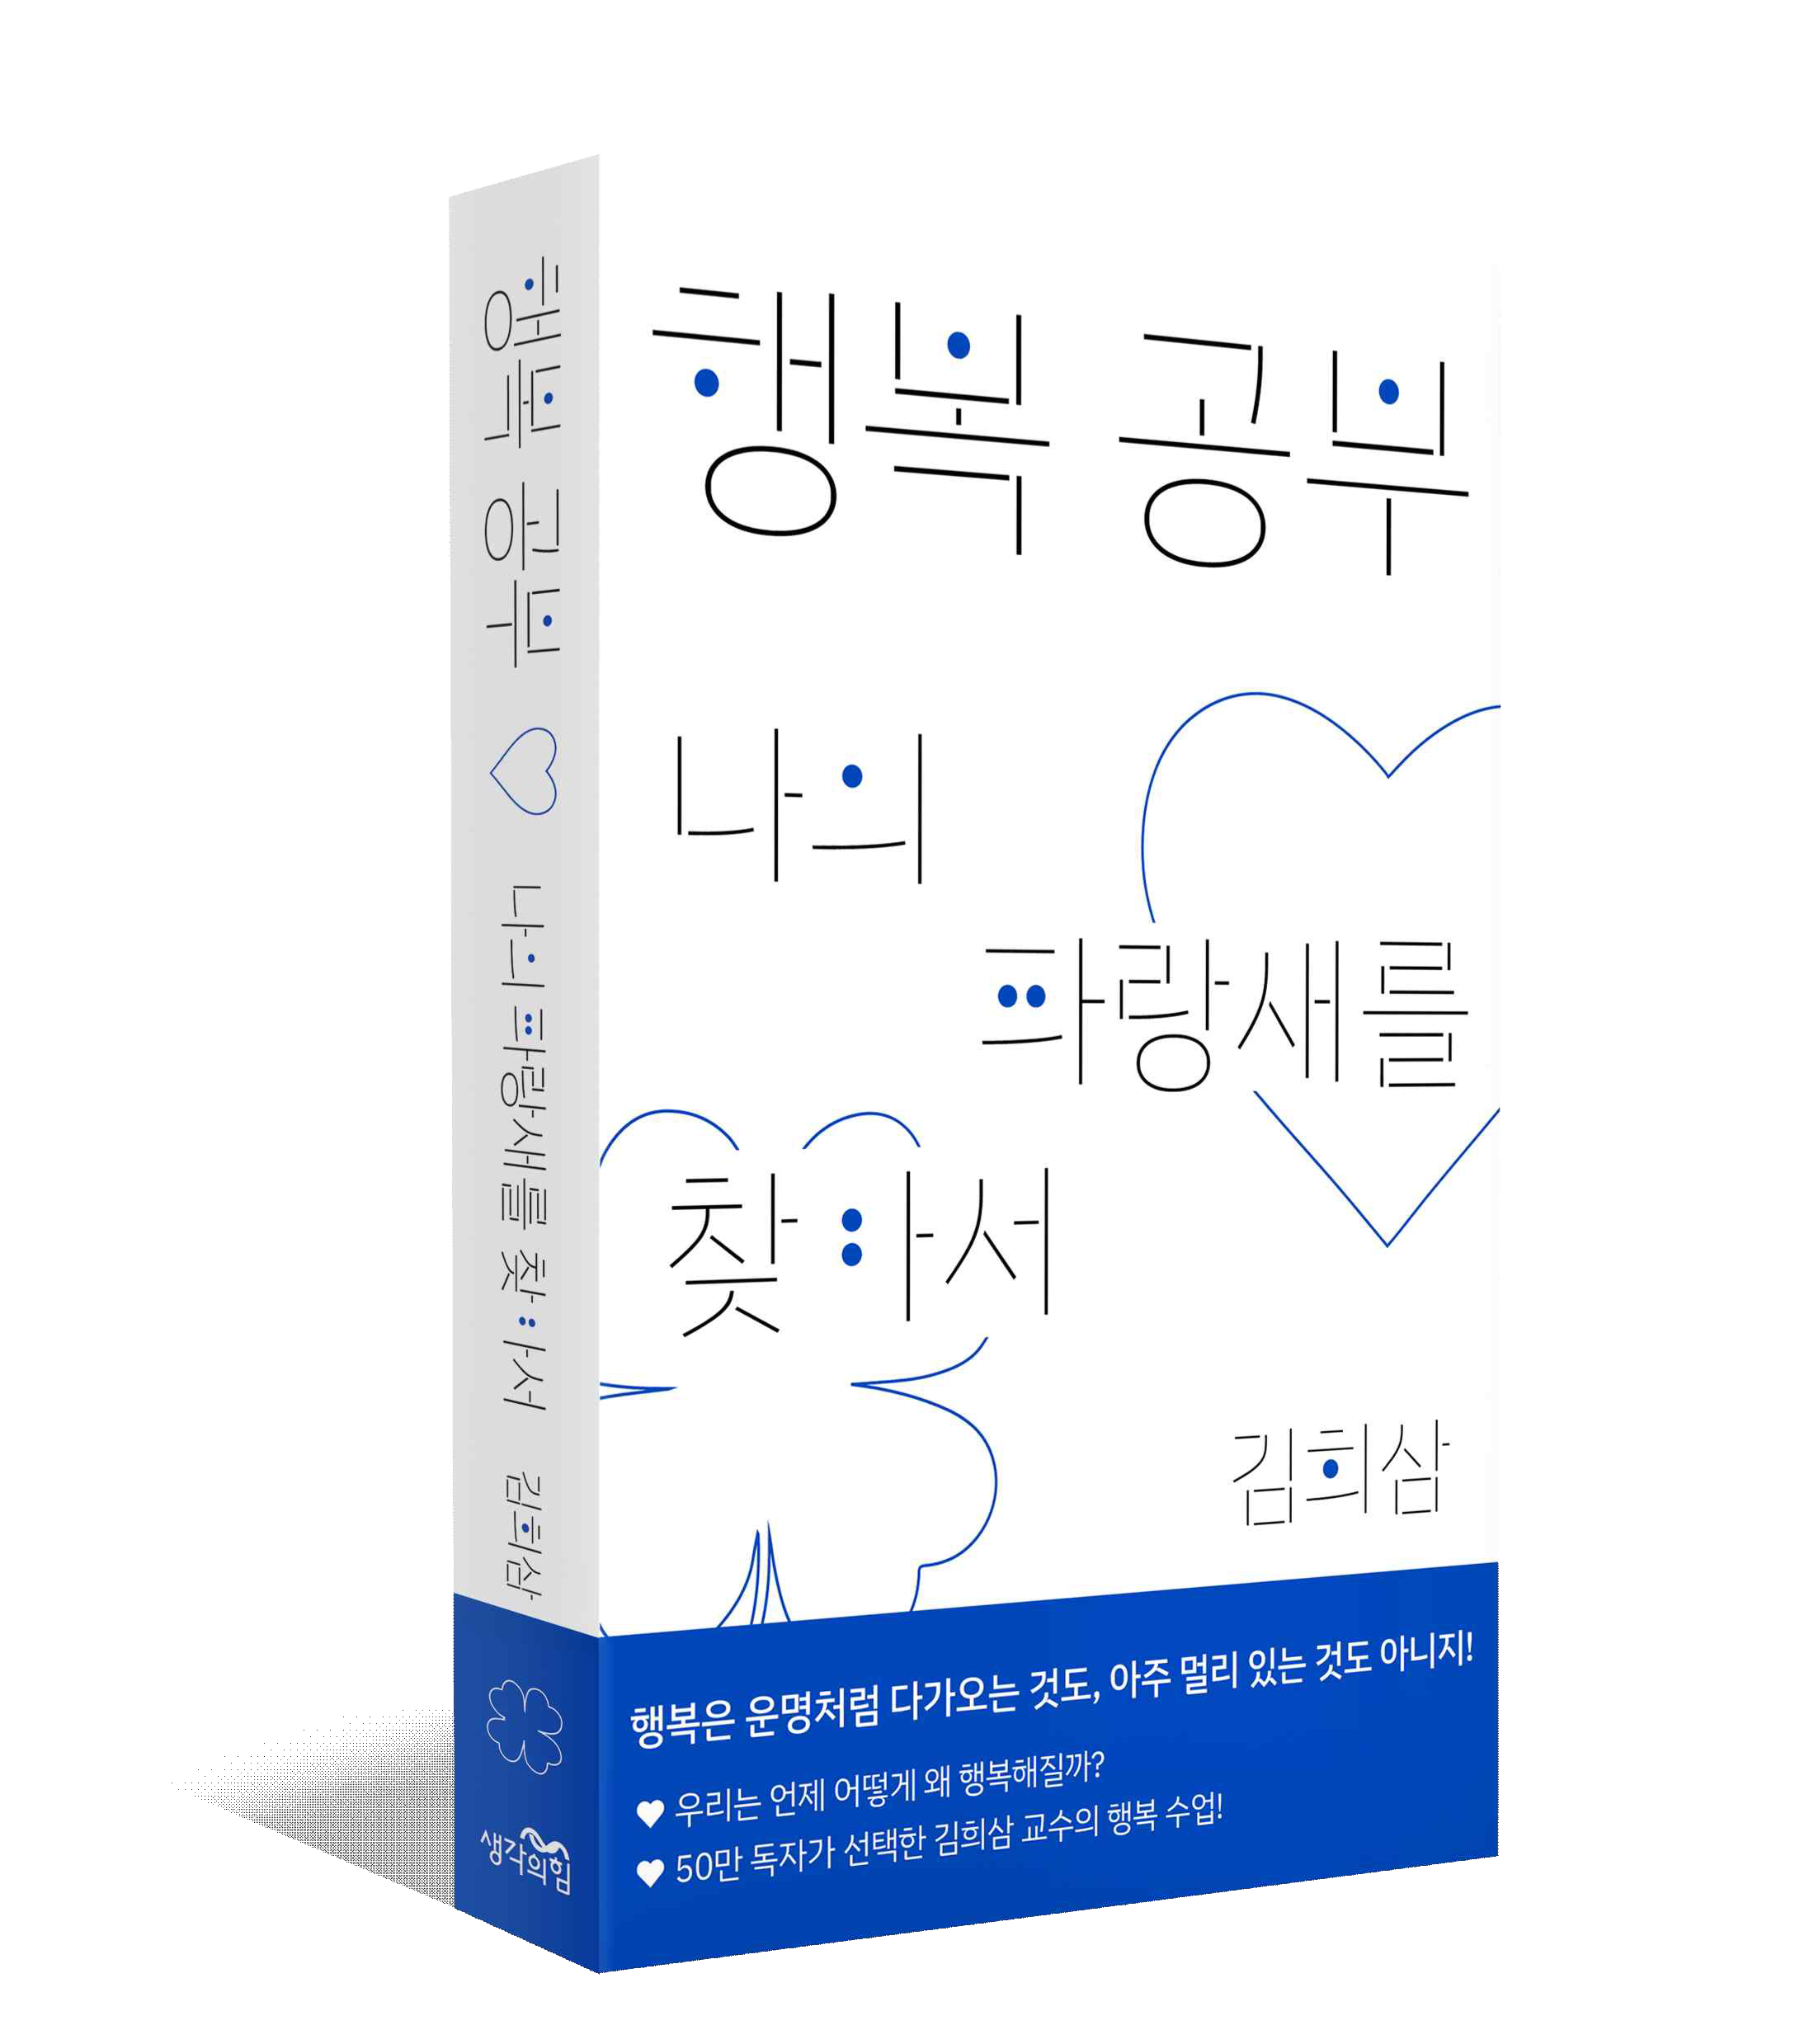 행복 공부
나의
파랑새를
찾아서
김희삼
행복은 운명처럼 다가오는 것도, 아주 멀리 있는 것도 아니지!
우리는 언제 어떻게 왜 행복해질까?
50만 독자가 선택한 김희삼 교수의 행복 수업!
행복 공부 나의 파랑새를 찾아서 김희삼
생각의힘